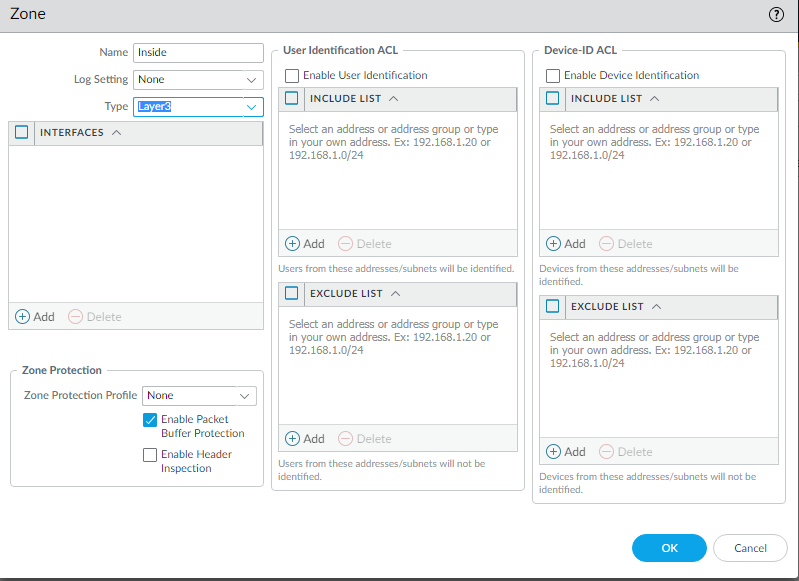 Zone
Name Inside
Log Setting None
Type Layer3
INTERFACES
Add Delete
Zone Protection
Zone Protection Profile None
Enable Packet
Buffer Protection
Enable Header
Inspection
User Identification ACL
Enable User Identification
INCLUDE LIST
Select an address or address group or type
in your own address. Ex: 192.168.1.20 or
192.168.1.0/24
Add Delete
Users from these addresses/subnets will be identified.
EXCLUDE LIST
Select an address or address group or type
in your own address. Ex: 192.168.1.20 or
192.168.1.0/24
Add Delete
Users from these addresses/subnets will not be
identified.
Device-ID ACL
Enable Device Identification
INCLUDE LIST
Select an address or address group or type
in your own address. Ex: 192.168.1.20 or
192.168.1.0/24
Add Delete
Devices from these addresses/subnets will be
identified.
EXCLUDE LIST
Select an address or address group or type
in your own address. Ex: 192.168.1.20 or
192.168.1.0/24
Add Delete
Devices from these addresses/subnets will not be
identified.
OK Cancel